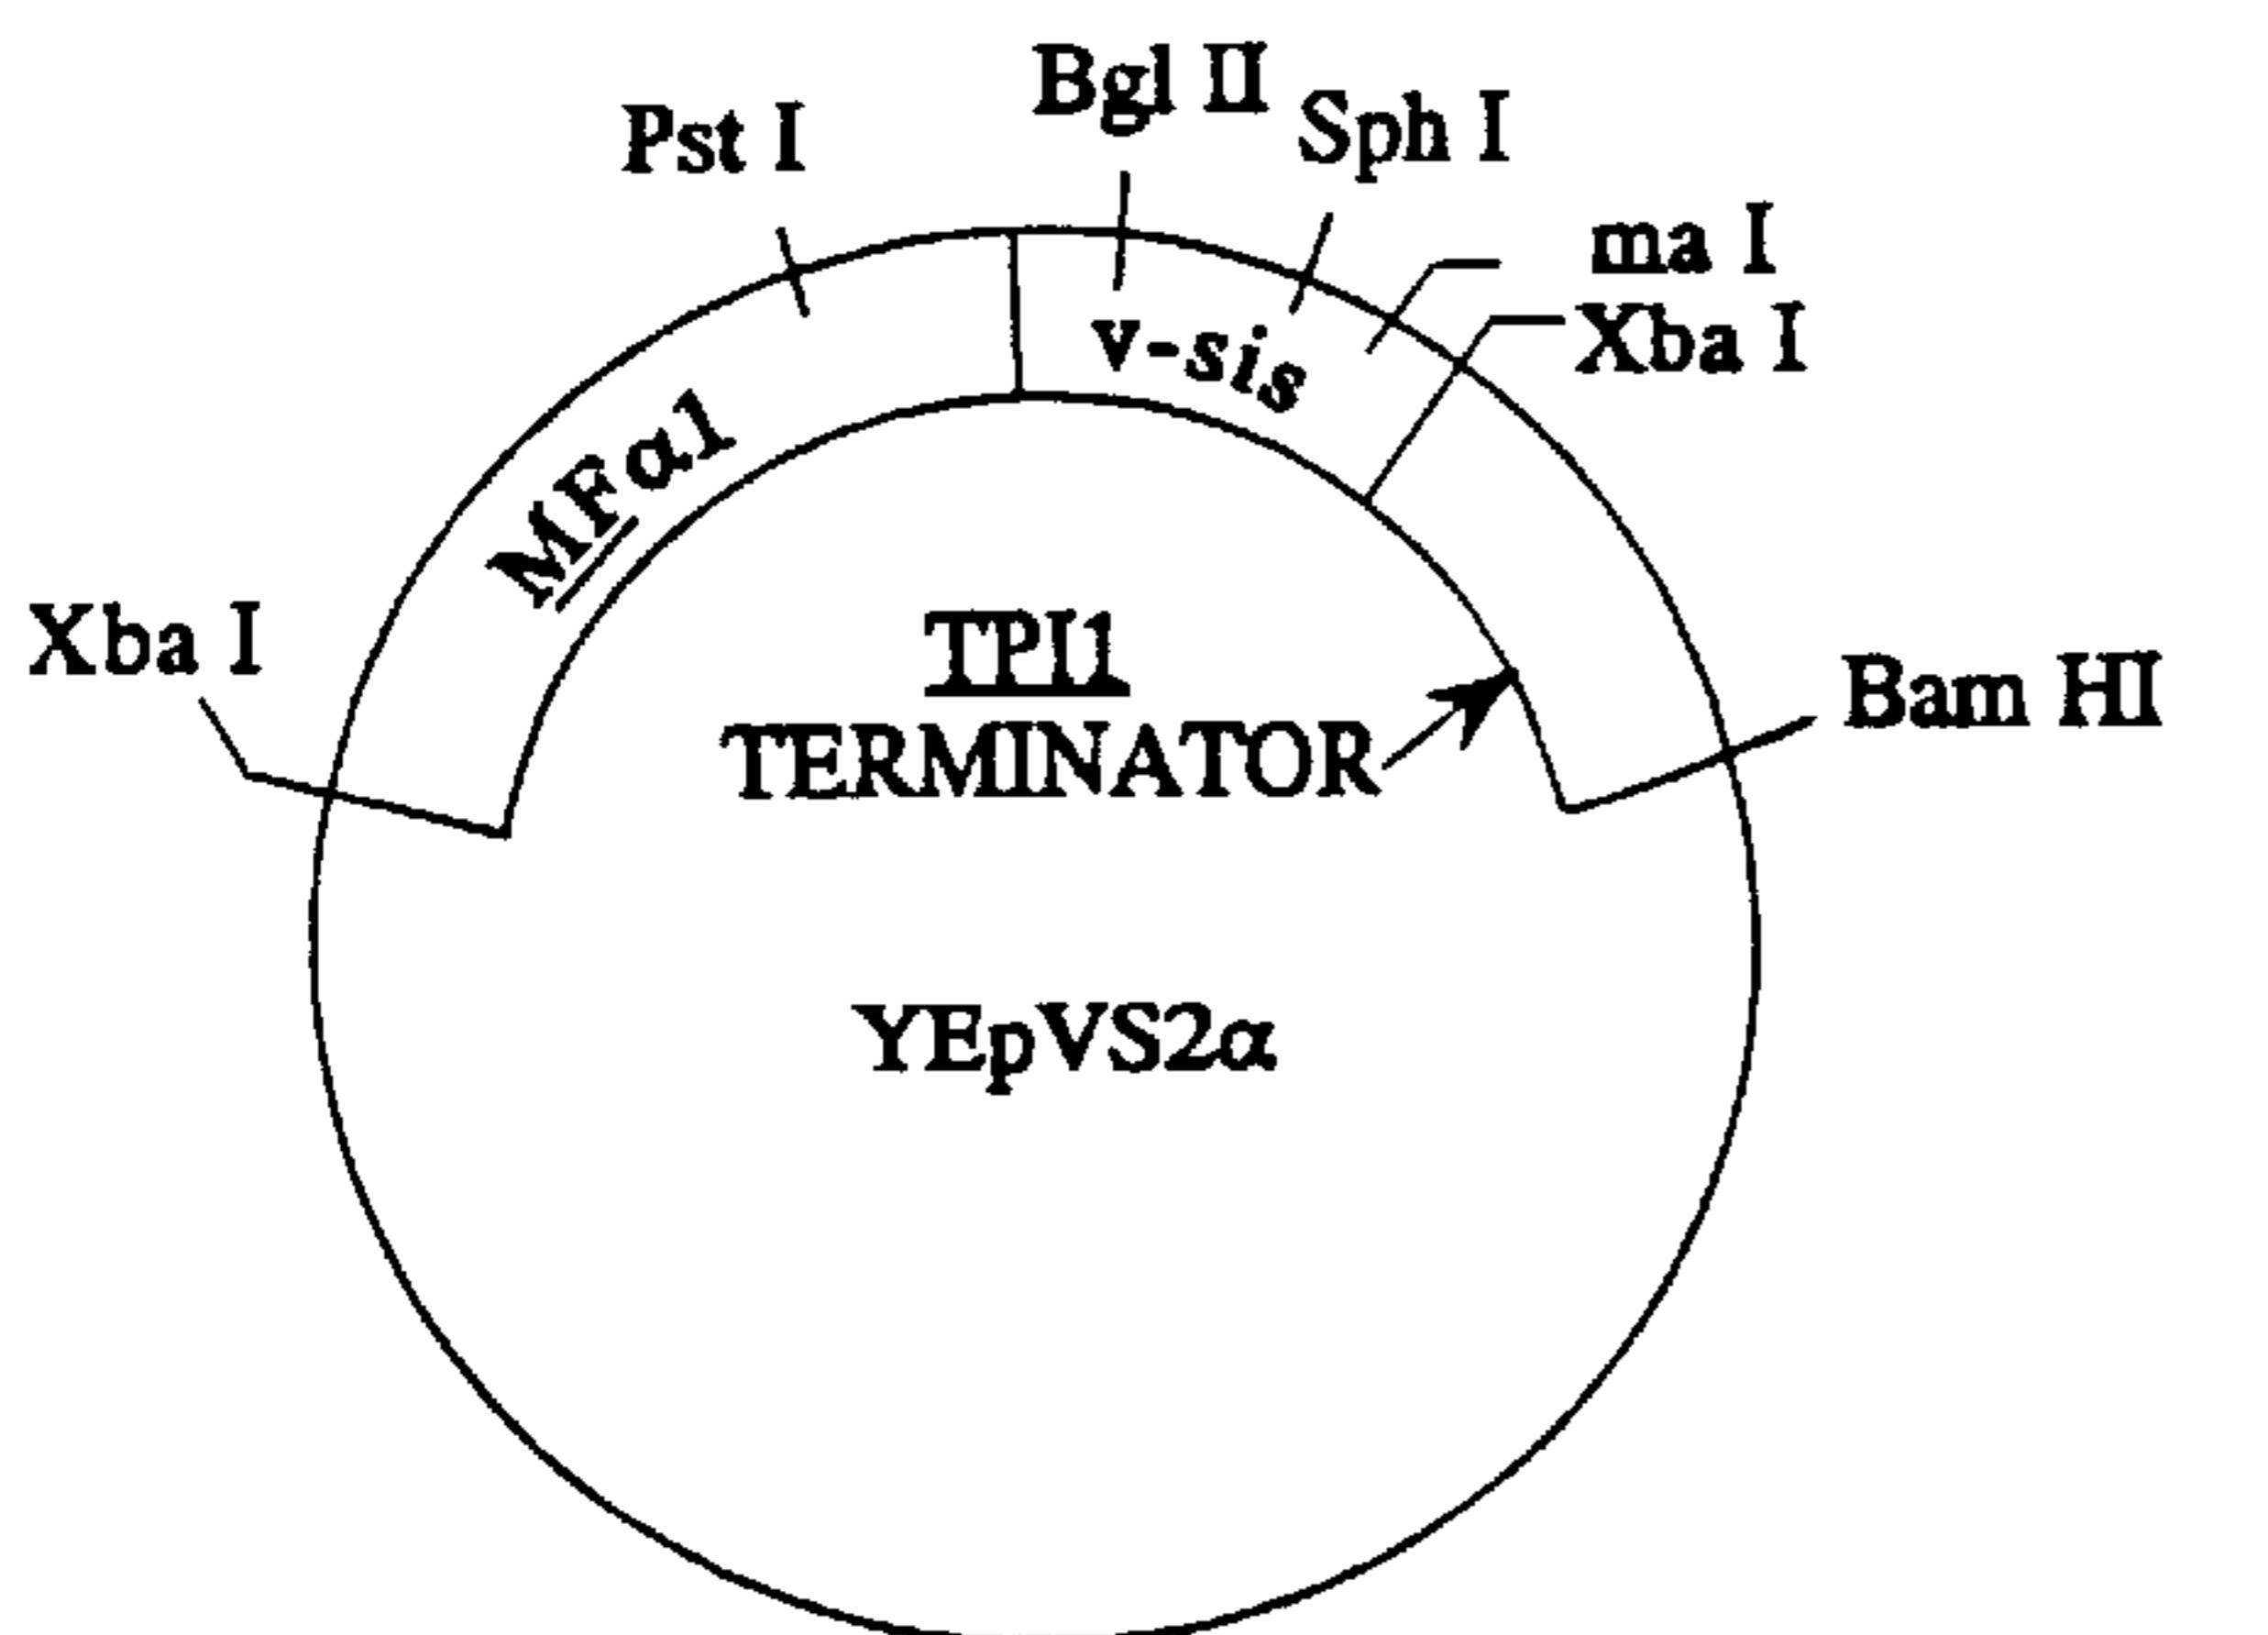 Bgl II
Pst I
Sph I
ma I
Xba I
v-sis
MFα1
Xba I
TPI1
TERMINATOR
Bam HI
YEpVS2α